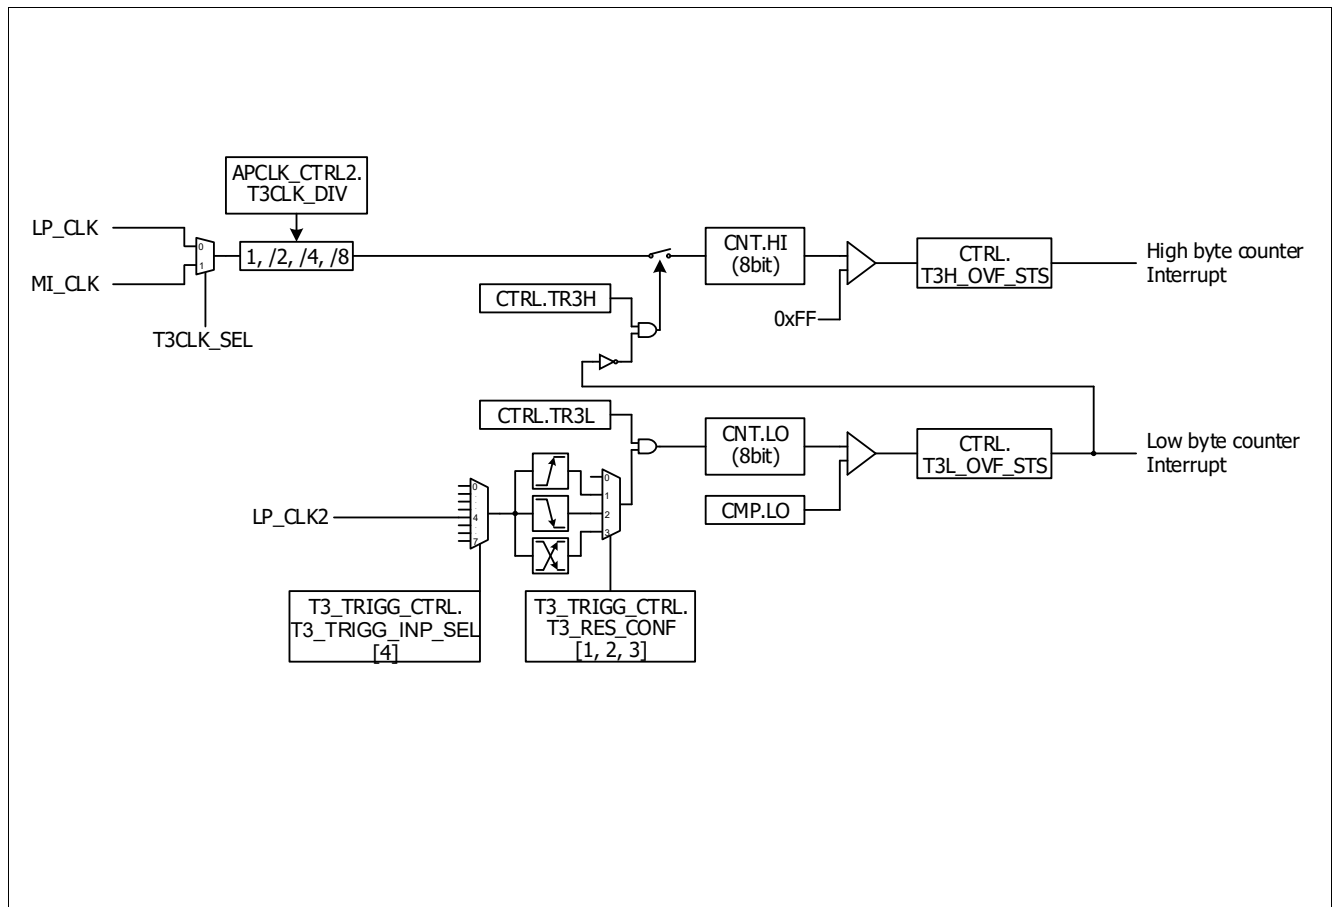 APCLK_CTRL2.
T3CLK_DIV
LP_CLK
MI_CLK
0
1
1, /2, /4, /8
T3CLK_SEL
CNT.HI
(8bit)
0xFF
CTRL.
T3H_OVF_STS
High byte counter
Interrupt
CTRL.TR3H
CTRL.TR3L
CNT.LO
(8bit)
CMP.LO
CTRL.
T3L_OVF_STS
Low byte counter
Interrupt
LP_CLK2
0
4
7
0
1
2
3
T3_TRIGG_CTRL.
T3_TRIGG_INP_SEL
[4]
T3_TRIGG_CTRL.
T3_RES_CONF
[1, 2, 3]